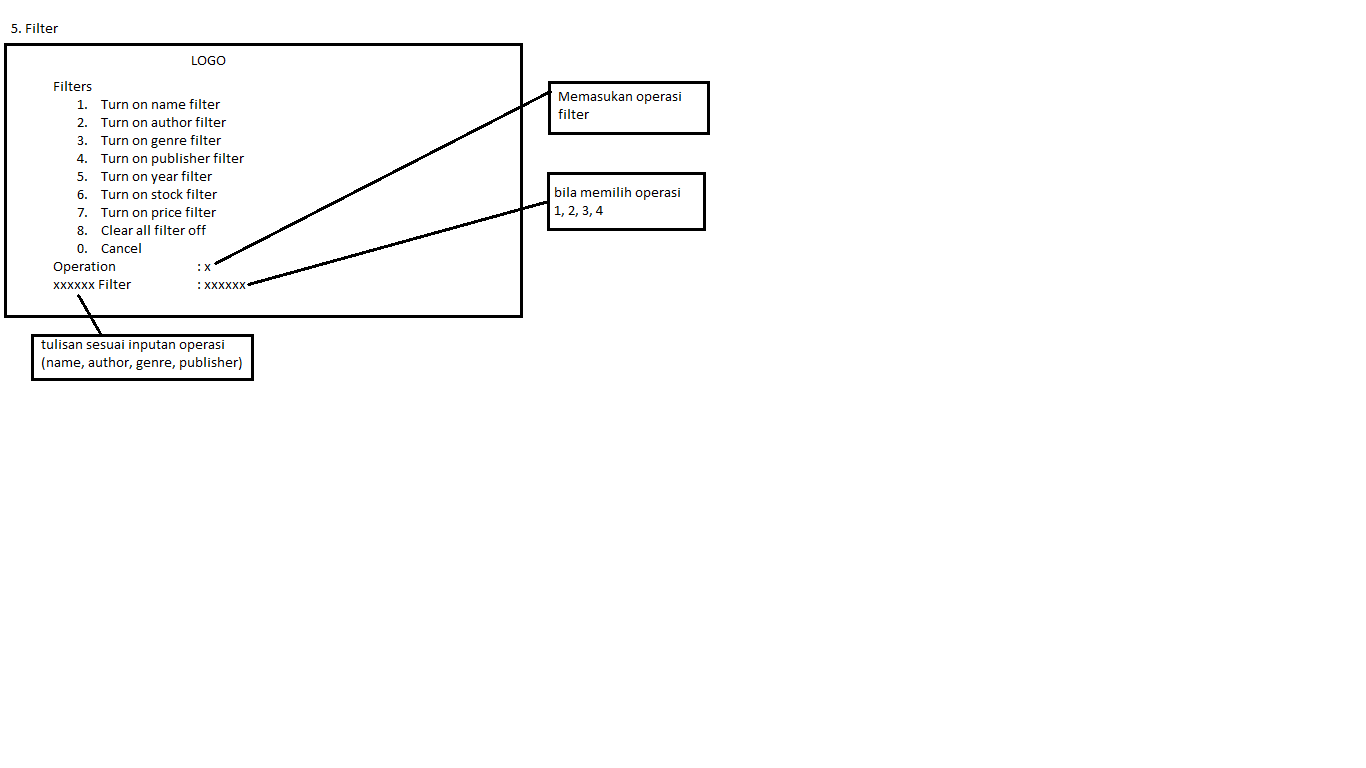 5. Filter
LOGO
Filters
1. Turn on name filter
2. Turn on author filter
3. Turn on genre filter
4. Turn on publisher filter
5. Turn on year filter
6. Turn on stock filter
7. Turn on price filter
8. Clear all filter off
0. Cancel
Operation : x
xxxxxx Filter : xxxxxx
Memasukan operasi
filter
bila memilih operasi
1, 2, 3, 4
tulisan sesuai inputan operasi
(name, author, genre, publisher)